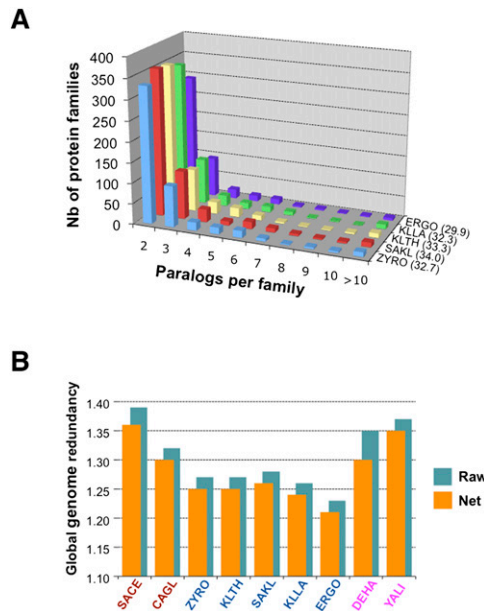 A
Nb of protein families
400
350
300
250
200
150
100
50
0
2 3 4 5 6 7 8 9 10 >10
Paralogs per family
ERGO (29.9)
KLLA (32.3)
KLTH (33.3)
SAKL (34.0)
ZYRO (32.7)
B
Global genome redundancy
1.40
1.35
1.30
1.25
1.20
1.15
1.10
SACE CAGL ZYRO KLTH SAKL KLLA ERGO DEHA YALI
Raw
Net